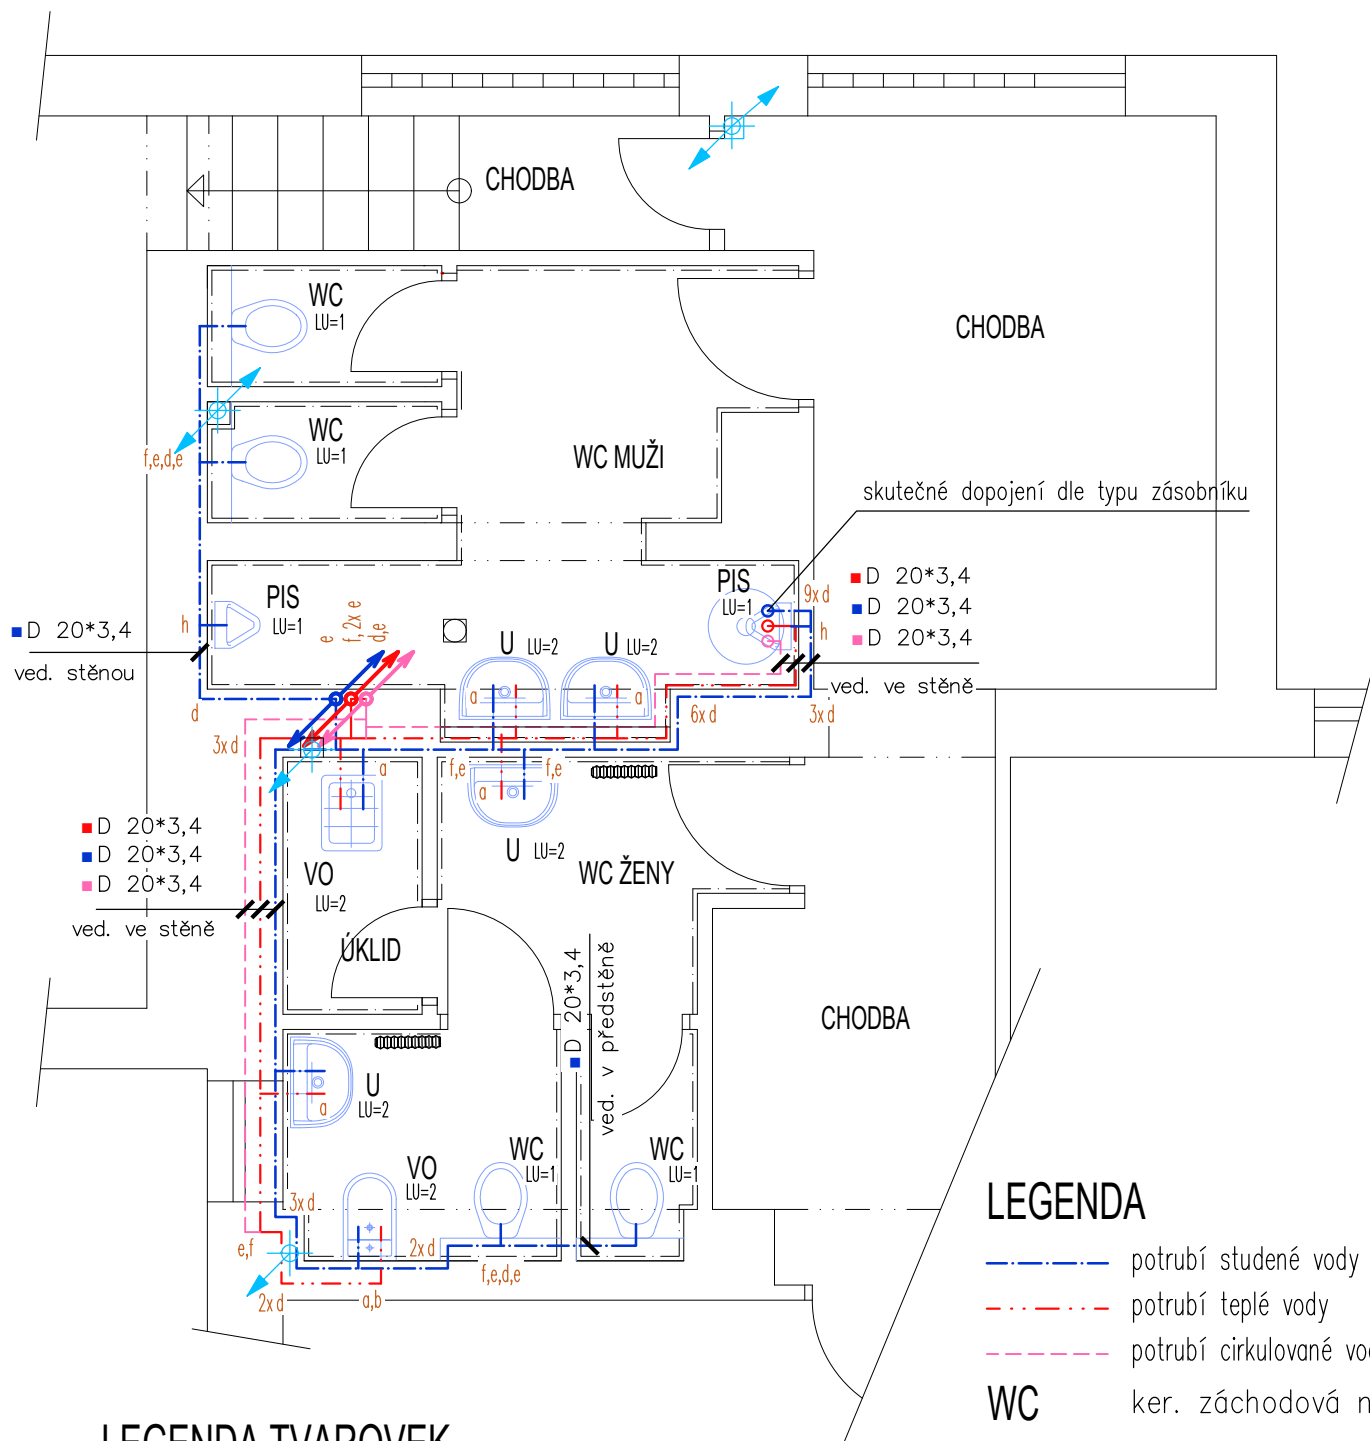 CHODBA
WC
LU=1
CHODBA
WC
LU=1
WC MUŽI
f,e,d,e
skutečné dopojení dle typu zásobníku
PIS
LU=1
PIS
LU=1
9x d
D 20*3,4
D 20*3,4
D 20*3,4
h
h
D 20*3,4
ved. stěnou
e
f, 2x e
d,e
U LU=2
U LU=2
ved. ve stěně
a
a
d
6x d
3x d
3x d
a
f,e
f,e
a
D 20*3,4
D 20*3,4
D 20*3,4
ved. ve stěně
VO
LU=2
U LU=2
WC ŽENY
ÚKLID
D 20*3,4
ved. v předstěně
CHODBA
U
LU=2
a
WC
LU=1
WC
LU=1
VO
LU=2
3x d
e,f
2x d
f,e,d,e
2x d
a,b
LEGENDA
potrubí studené vody
potrubí teplé vody
potrubí cirkulované
WC ker. záchodová
LEGENDA TVAROVEK